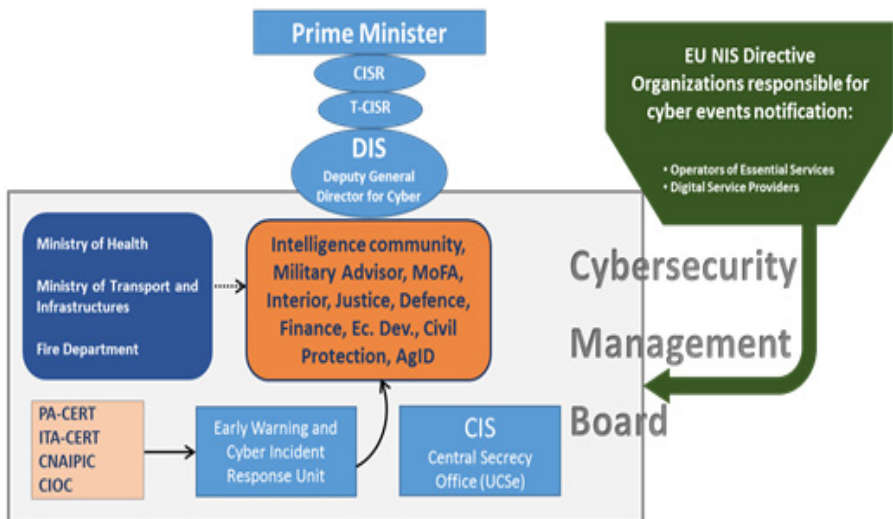 Prime Minister
CISR
T-CISR
DIS
Deputy General
Director for Cyber
EU NIS Directive
Organizations responsible for
cyber events notification:
• Operators of Essential Services
• Digital Service Providers
Ministry of Health
Ministry of Transport and
Infrastructures
Fire Department
Intelligence community,
Military Advisor, MoFA,
Interior, Justice, Defence,
Finance, Ec. Dev., Civil
Protection, AgID
Cybersecurity
Management
Board
PA-CERT
ITA-CERT
CNAIPIC
CIOC
Early Warning and
Cyber Incident
Response Unit
CIS
Central Secrecy
Office (UCSe)